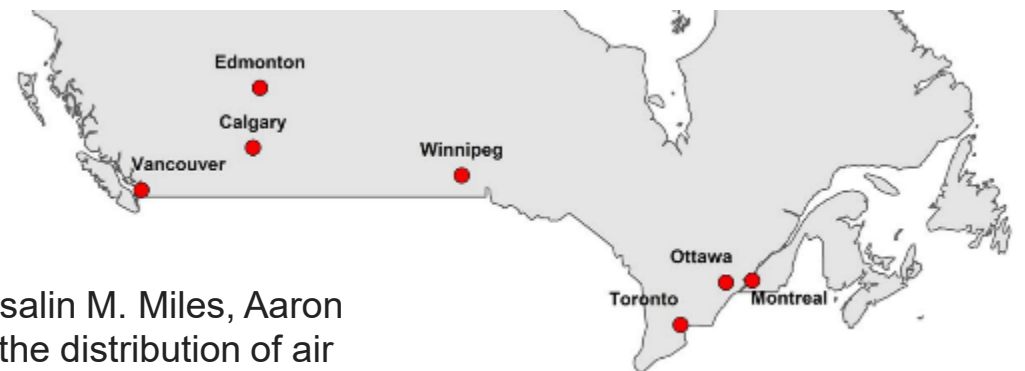 Edmonton
Calgary
Vancouver
Winnipeg
Ottawa
Toronto
Montreal
salin M. Miles, Aaron
the distribution of air